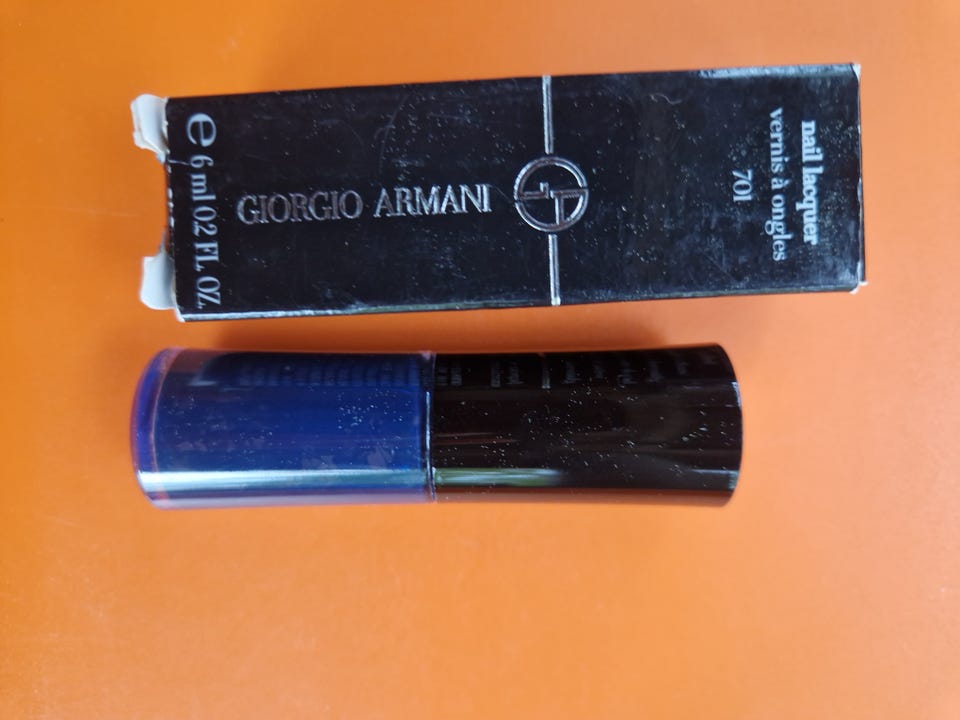 nail lacquer
vernis à ongles
701
GIORGIO ARMANI
e 6 ml 0.2 FL. OZ.